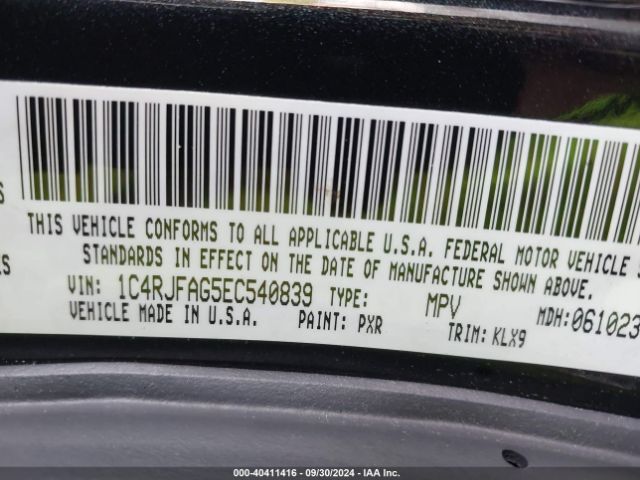 THIS VEHICLE CONFORMS TO ALL APPLICABLE U.S.A. FEDERAL MOTOR VEHICLE
STANDARDS IN EFFECT ON THE DATE OF MANUFACTURE SHOWN ABOVE.
VIN: 1C4RJFAG5EC540839 TYPE: MPV MDH:061023
VEHICLE MADE IN U.S.A. PAINT: PXR TRIM: KLX9
000-40411416 - 09/30/2024 - IAA Inc.